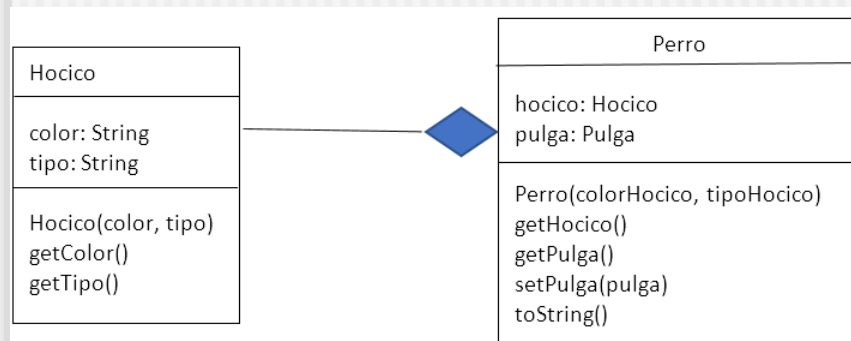 Hocico
color: String
tipo: String
Hocico(color, tipo)
getColor()
getTipo()
Perro
hocico: Hocico
pulga: Pulga
Perro(colorHocico, tipoHocico)
getHocico()
getPulga()
setPulga(pulga)
toString()